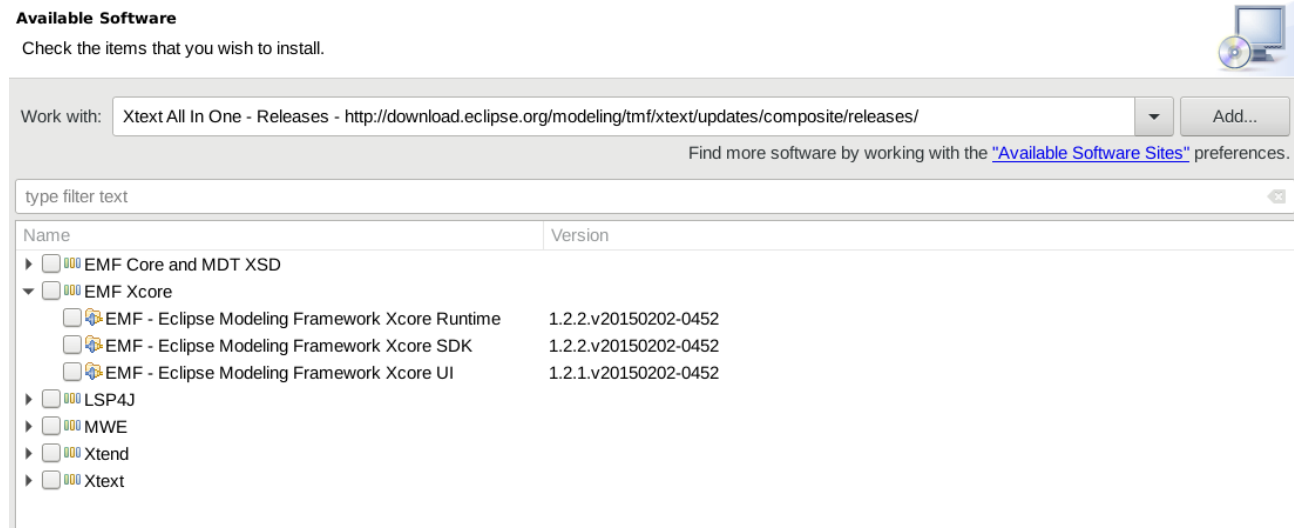 Available Software
Check the items that you wish to install.
Work with: Xtext All In One - Releases - http://download.eclipse.org/modeling/tmf/xtext/updates/composite/releases/ Add...
Find more software by working with the "Available Software Sites" preferences.
type filter text
Name Version
EMF Core and MDT XSD
EMF Xcore
EMF - Eclipse Modeling Framework Xcore Runtime 1.2.2.v20150202-0452
EMF - Eclipse Modeling Framework Xcore SDK 1.2.2.v20150202-0452
EMF - Eclipse Modeling Framework Xcore UI 1.2.1.v20150202-0452
LSP4J
MWE
Xtend
Xtext